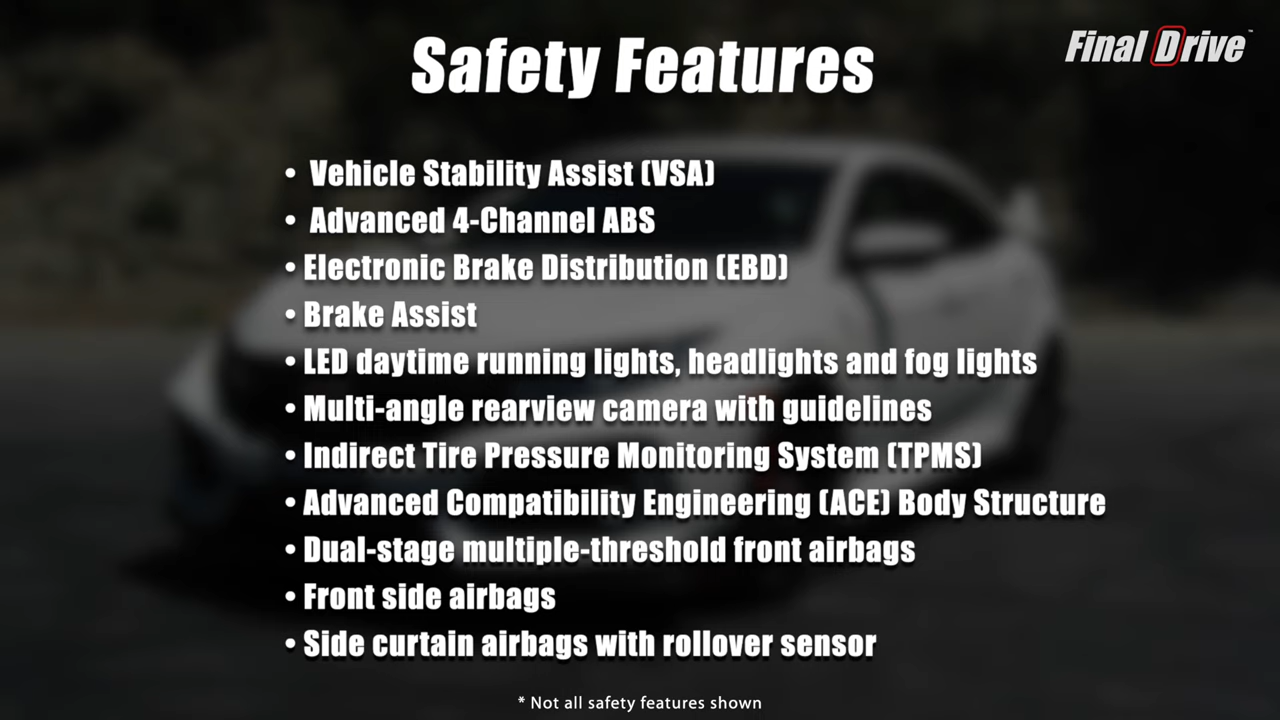 Safety Features
Final Drive™
• Vehicle Stability Assist (VSA)
• Advanced 4-Channel ABS
• Electronic Brake Distribution (EBD)
• Brake Assist
• LED daytime running lights, headlights and fog lights
• Multi-angle rearview camera with guidelines
• Indirect Tire Pressure Monitoring System (TPMS)
• Advanced Compatibility Engineering (ACE) Body Structure
• Dual-stage multiple-threshold front airbags
• Front side airbags
• Side curtain airbags with rollover sensor
* Not all safety features shown